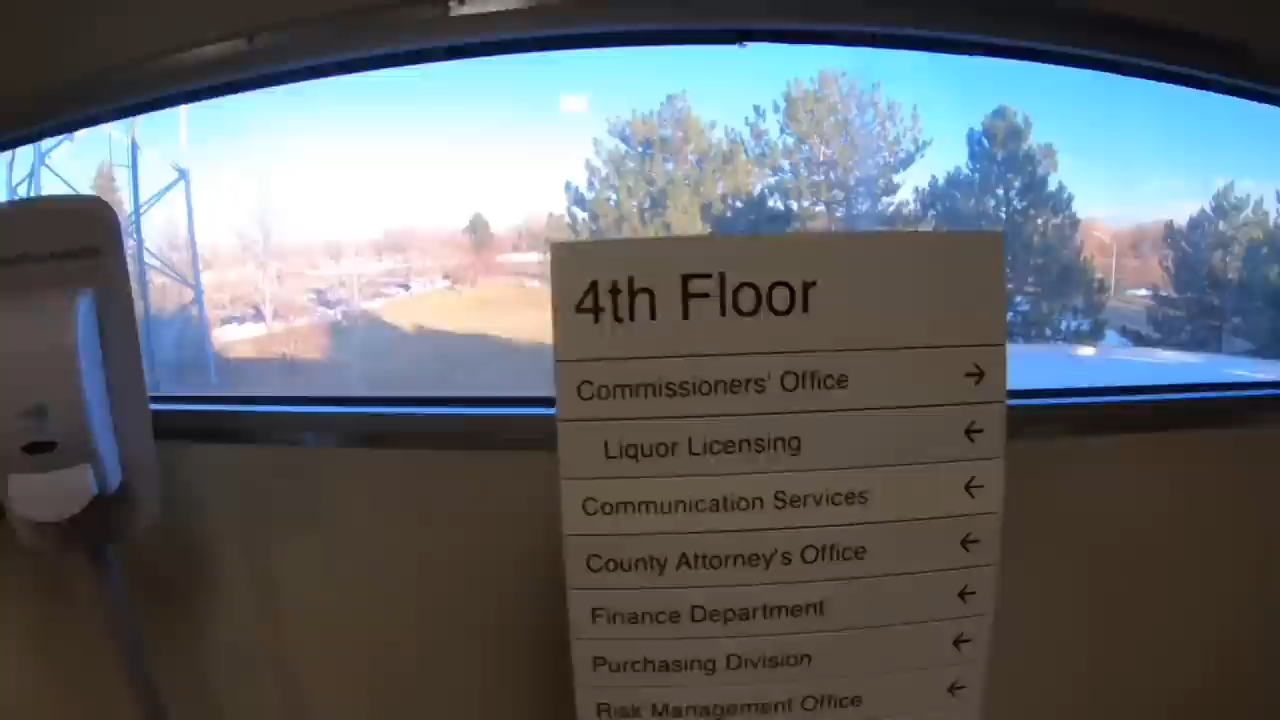 4th Floor
Commissioners' Office →
Liquor Licensing ←
Communication Services ←
County Attorney's Office ←
Finance Department ←
Purchasing Division ←
Risk Management Office ←